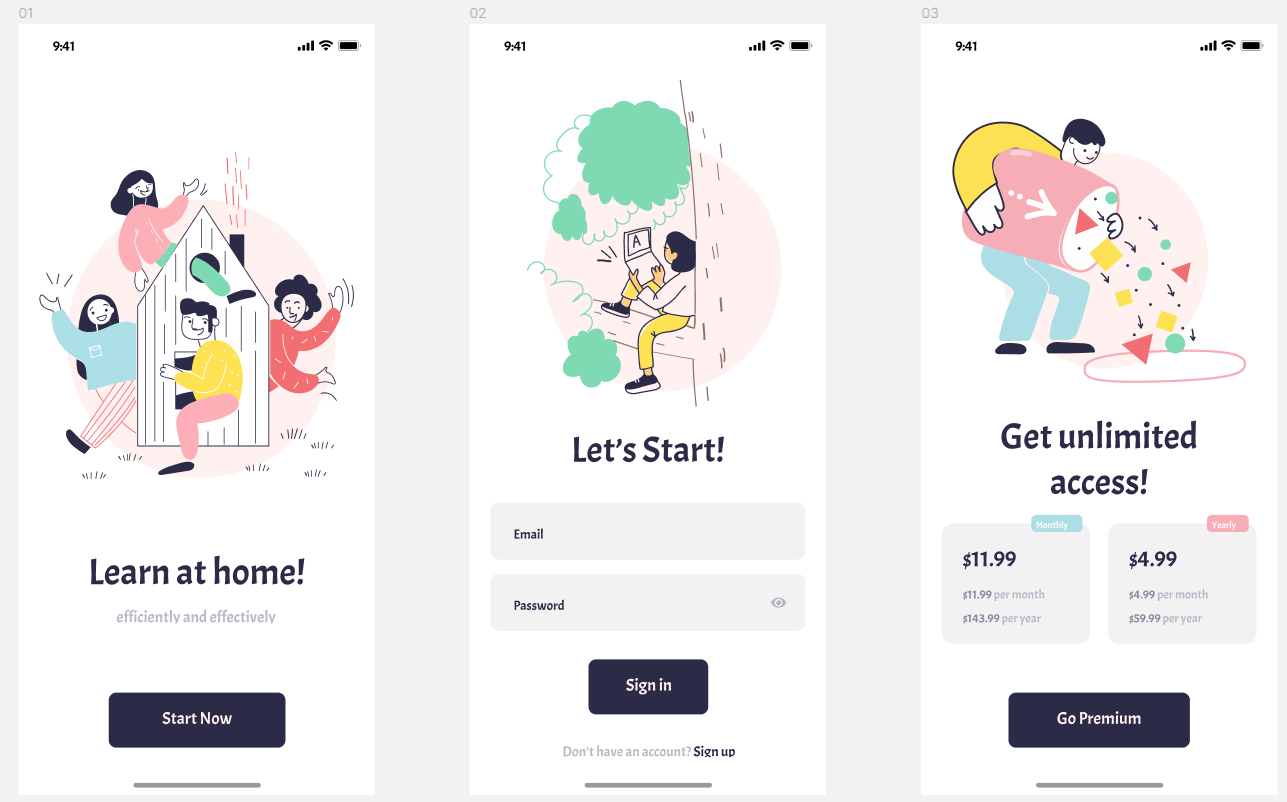 01
9:41
A
Learn at home!
efficiently and effectively
Start Now
02
9:41
Let's Start!
Email
Password
Sign in
Don't have an account? Sign up
03
9:41
Get unlimited
access!
Monthly
$11.99
$11.99 per month
$143.99 per year
Yearly
$4.99
$4.99 per month
$59.99 per year
Go Premium